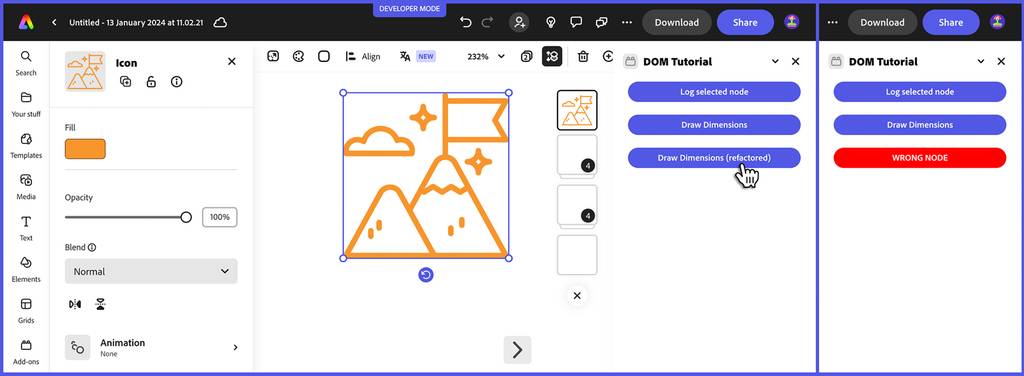 DEVELOPER MODE
Untitled - 13 January 2024 at 11.02.21
Download
Share
Search
Your stuff
Templates
Media
Text
Elements
Grids
Add-ons
Icon
Fill
Opacity
100%
Blend
Normal
Animation
None
Align
NEW
232%
4
4
DOM Tutorial
Log selected node
Draw Dimensions
Draw Dimensions (refactored)
Download
Share
DOM Tutorial
Log selected node
Draw Dimensions
WRONG NODE